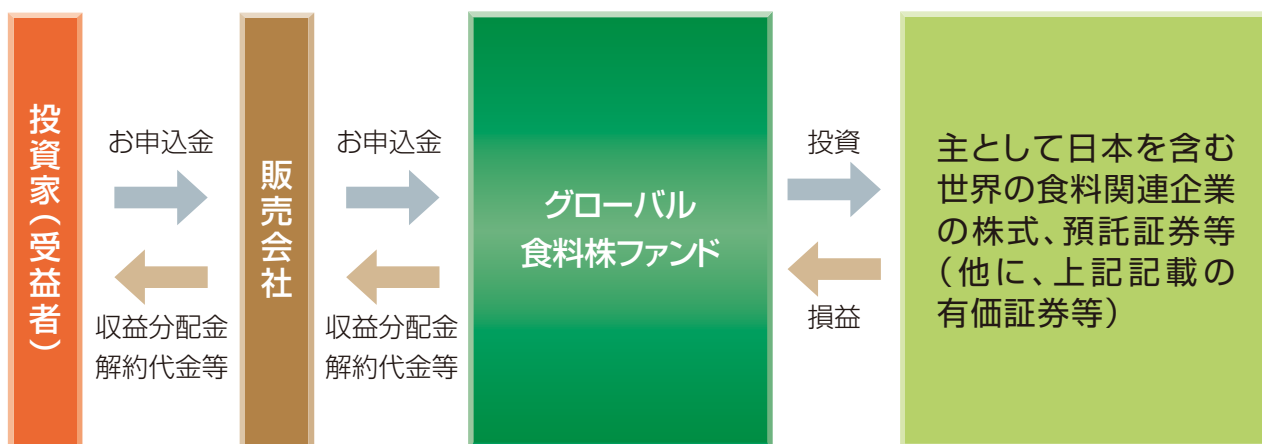 投資家（受益者）
お申込金
収益分配金
解約代金等
販売会社
お申込金
収益分配金
解約代金等
グローバル
食料株ファンド
投資
損益
主として日本を含む
世界の食料関連企業
の株式、預託証券等
（他に、上記記載の
有価証券等）